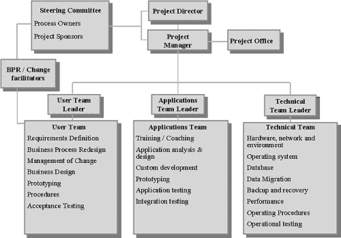 Steering Committee
Process Owners
Project Sponsors
Project Director
Project
Manager
Project Office
BPR / Change
facilitators
User Team
Leader
Applications
Team Leader
Technical
Team Leader
User Team
Requirements Definition
Business Process Redesign
Management of Change
Business Design
Prototyping
Procedures
Acceptance Testing
Applications Team
Training / Coaching
Application analysis &
design
Custom development
Prototyping
Application testing
Integration testing
Technical Team
Hardware, network and
environment
Operating system
Database
Data Migration
Backup and recovery
Performance
Operating Procedures
Operational testing